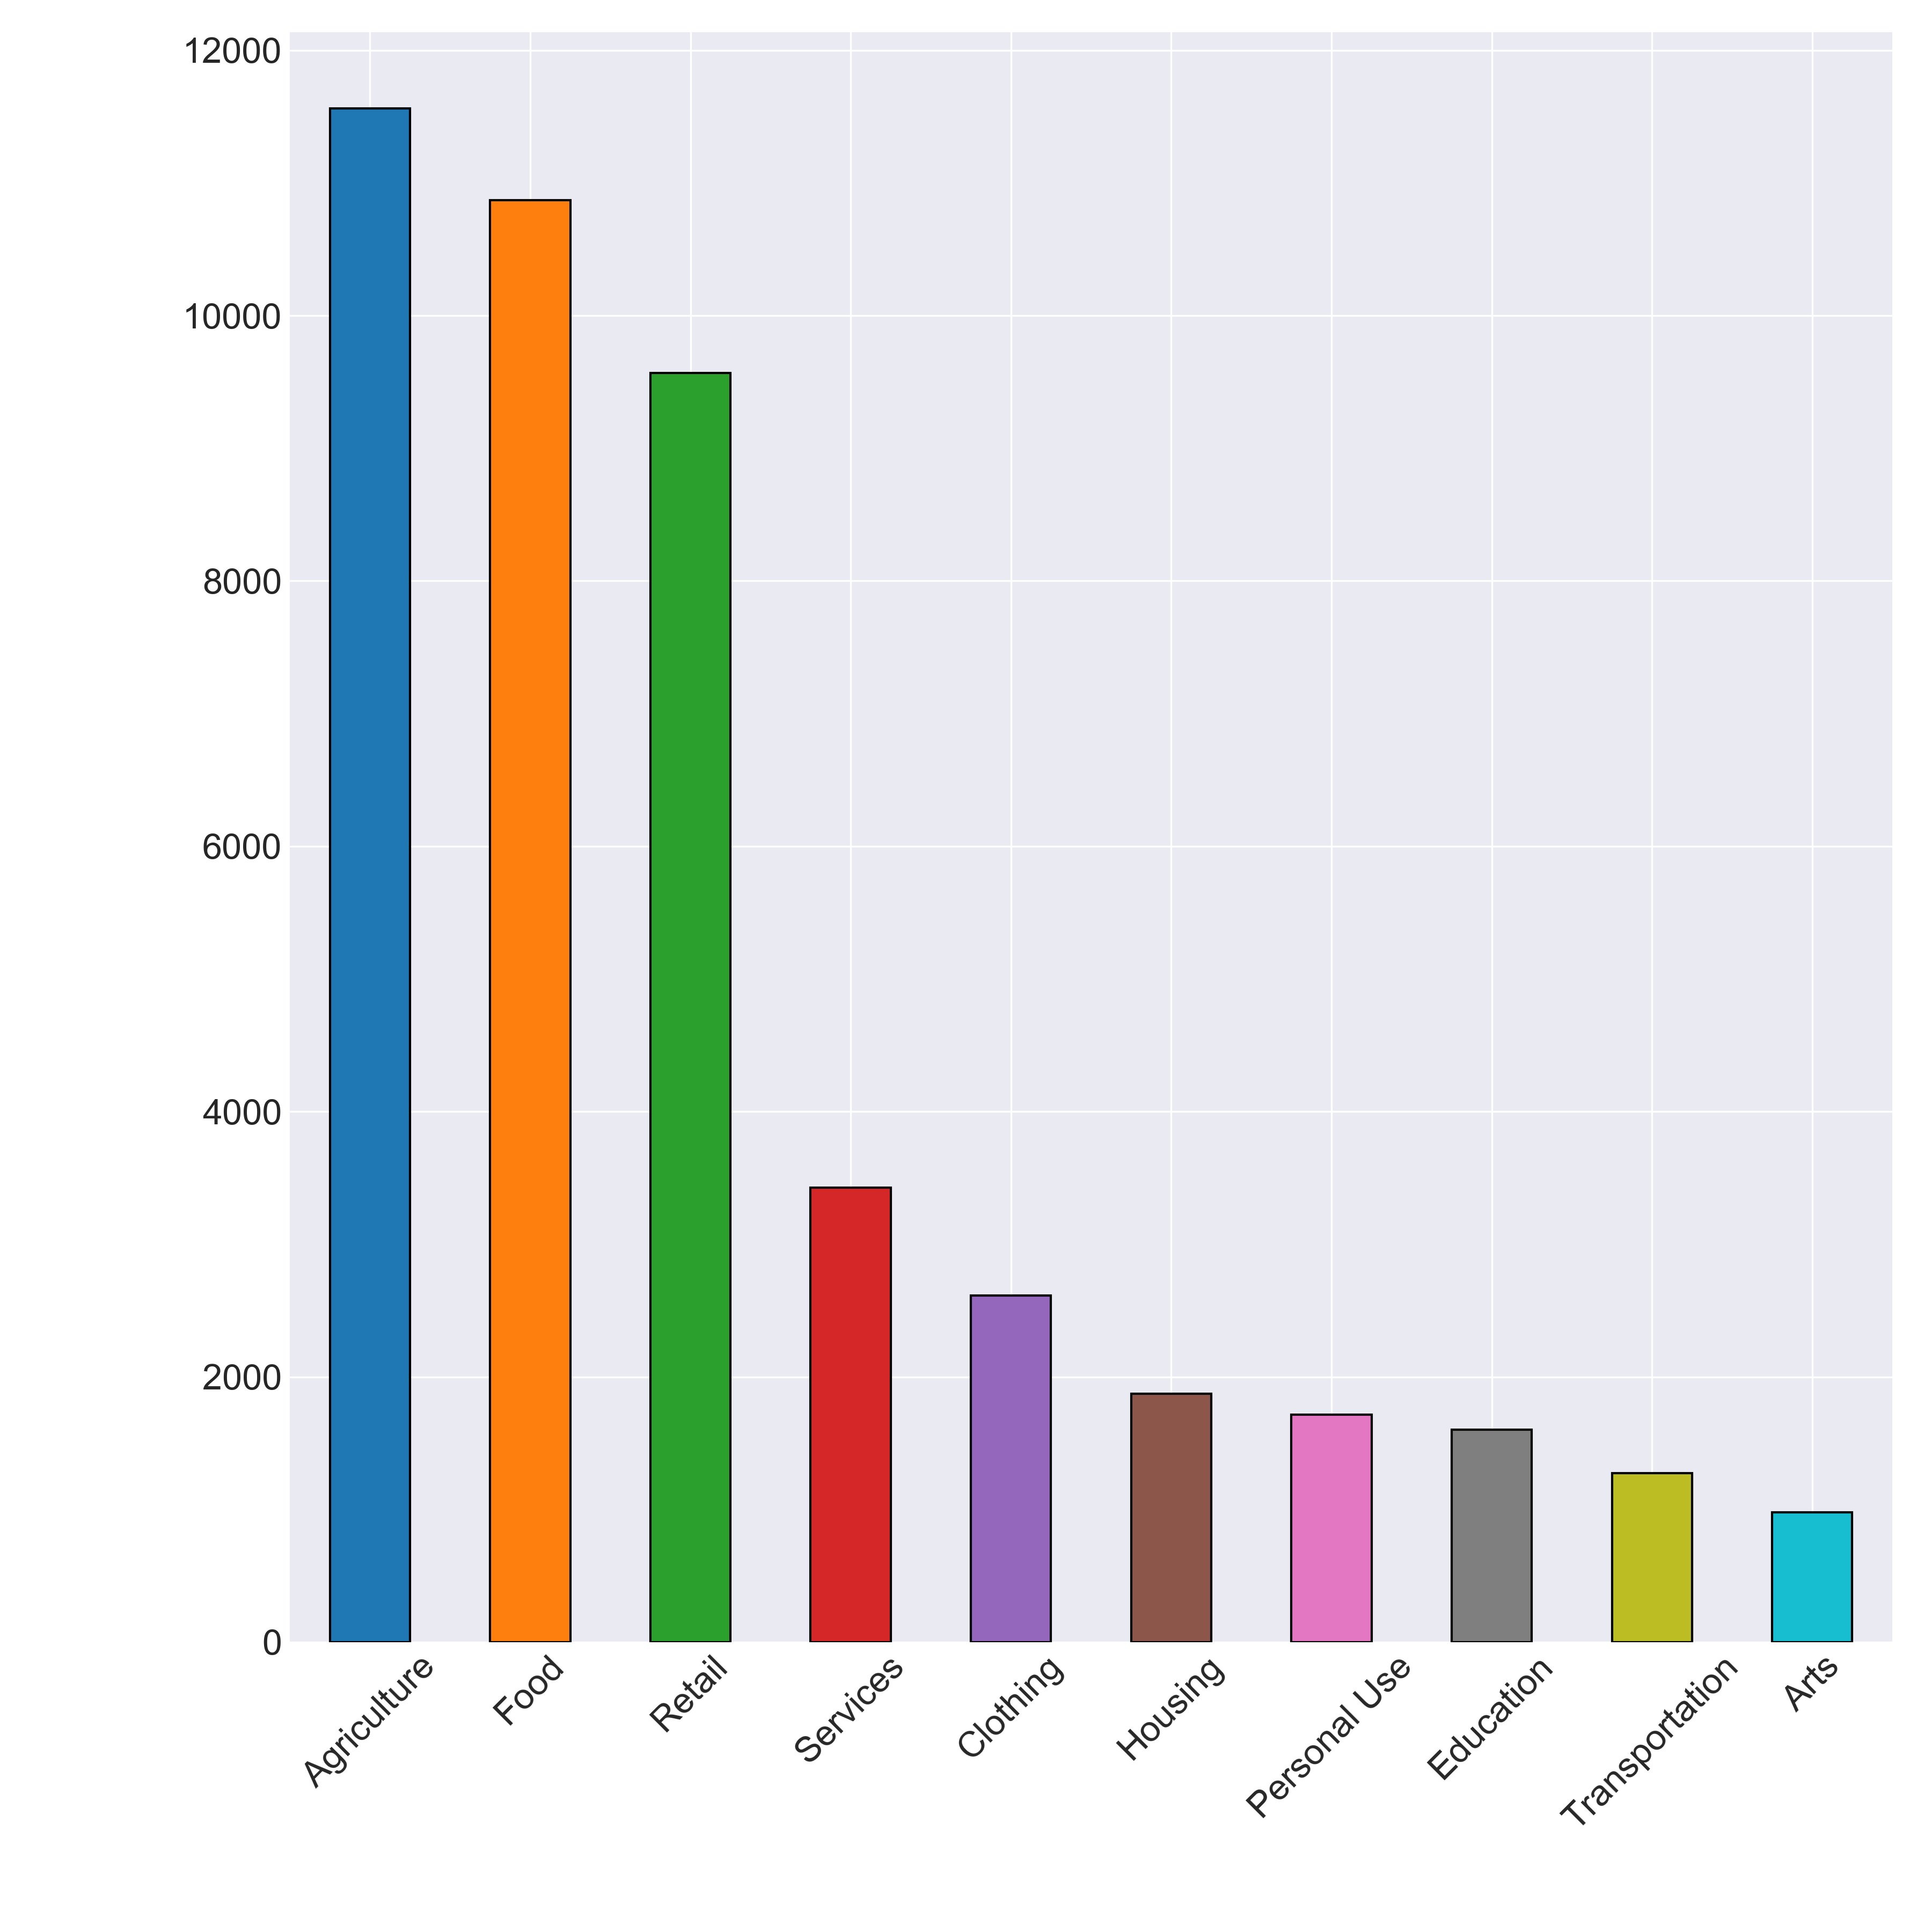 12000
10000
8000
6000
4000
2000
0
Agriculture
Food
Retail
Services
Clothing
Housing
Personal Use
Education
Transportation
Arts